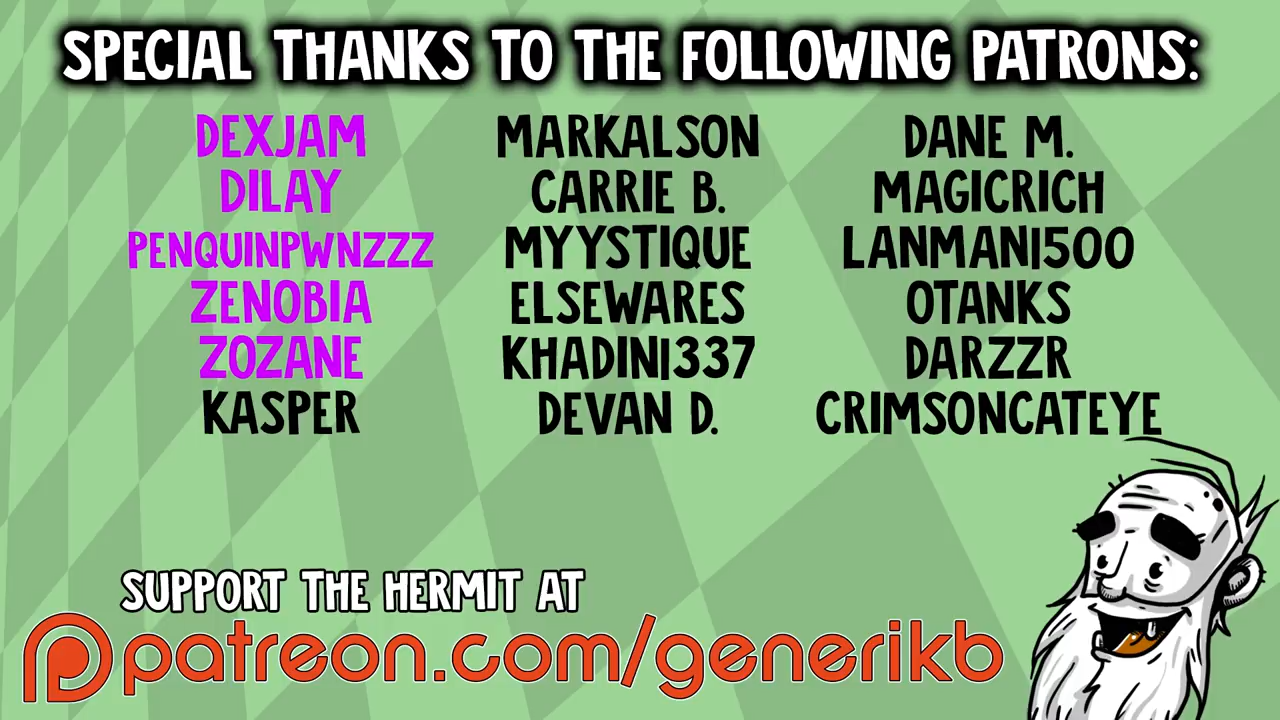 SPECIAL THANKS TO THE FOLLOWING PATRONS:
DEXJAM
DILAY
PENQUINPWNZZZ
ZENOBIA
ZOZANE
KASPER
MARKALSON
CARRIE B.
MYYSTIQUE
ELSEWARES
KHADIN1337
DEVAN D.
DANE M.
MAGICRICH
LANMAN1500
OTANKS
DARZZR
CRIMSONCATEYE
SUPPORT THE HERMIT AT
patreon.com/generikb